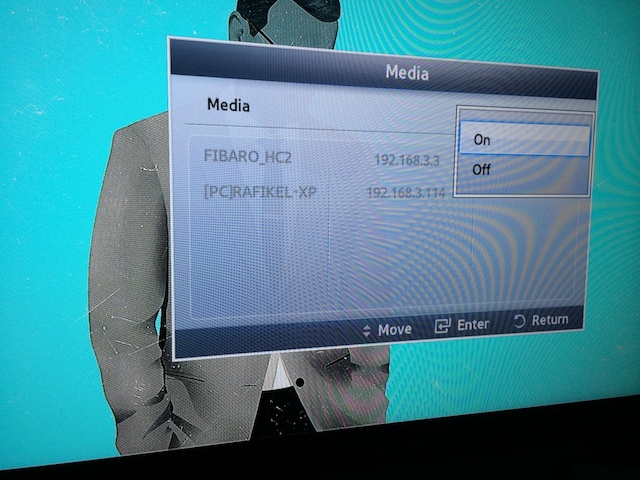 Media
Media
On
Off
FIBARO_HC2 192.168.3.3
[PC]RAFIKEL-XP 192.168.3.114
Move Enter Return